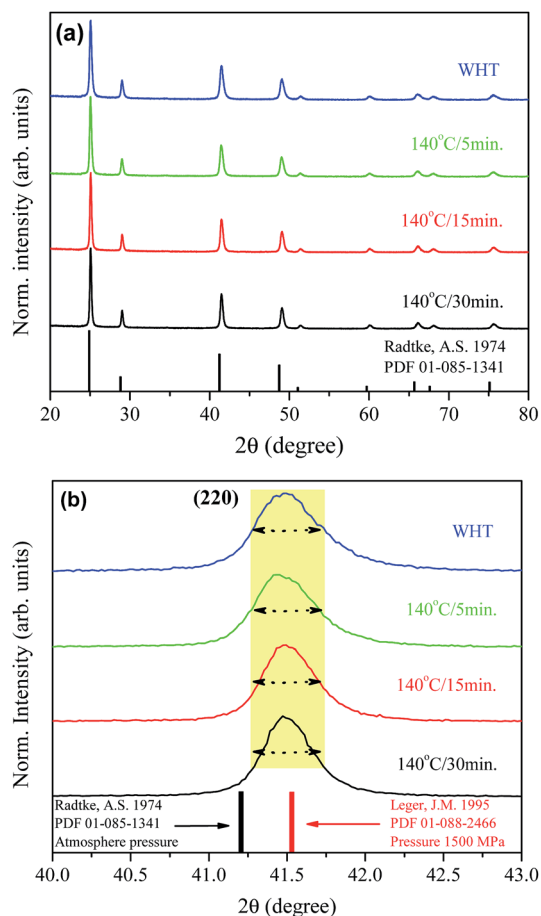 (a)
WHT
140°C/5min.
140°C/15min.
140°C/30min.
Radtke, A.S. 1974
PDF 01-085-1341
Norm. intensity (arb. units)
20 30 40 50 60 70 80
2θ (degree)
(b)
(220)
WHT
140°C/5min.
140°C/15min.
140°C/30min.
Radtke, A.S. 1974
PDF 01-085-1341
Atmosphere pressure
Leger, J.M. 1995
PDF 01-088-2466
Pressure 1500 MPa
Norm. Intensity (arb. units)
40.0 41.0 41.5 42.0 42.5 43.0
2θ (degree)